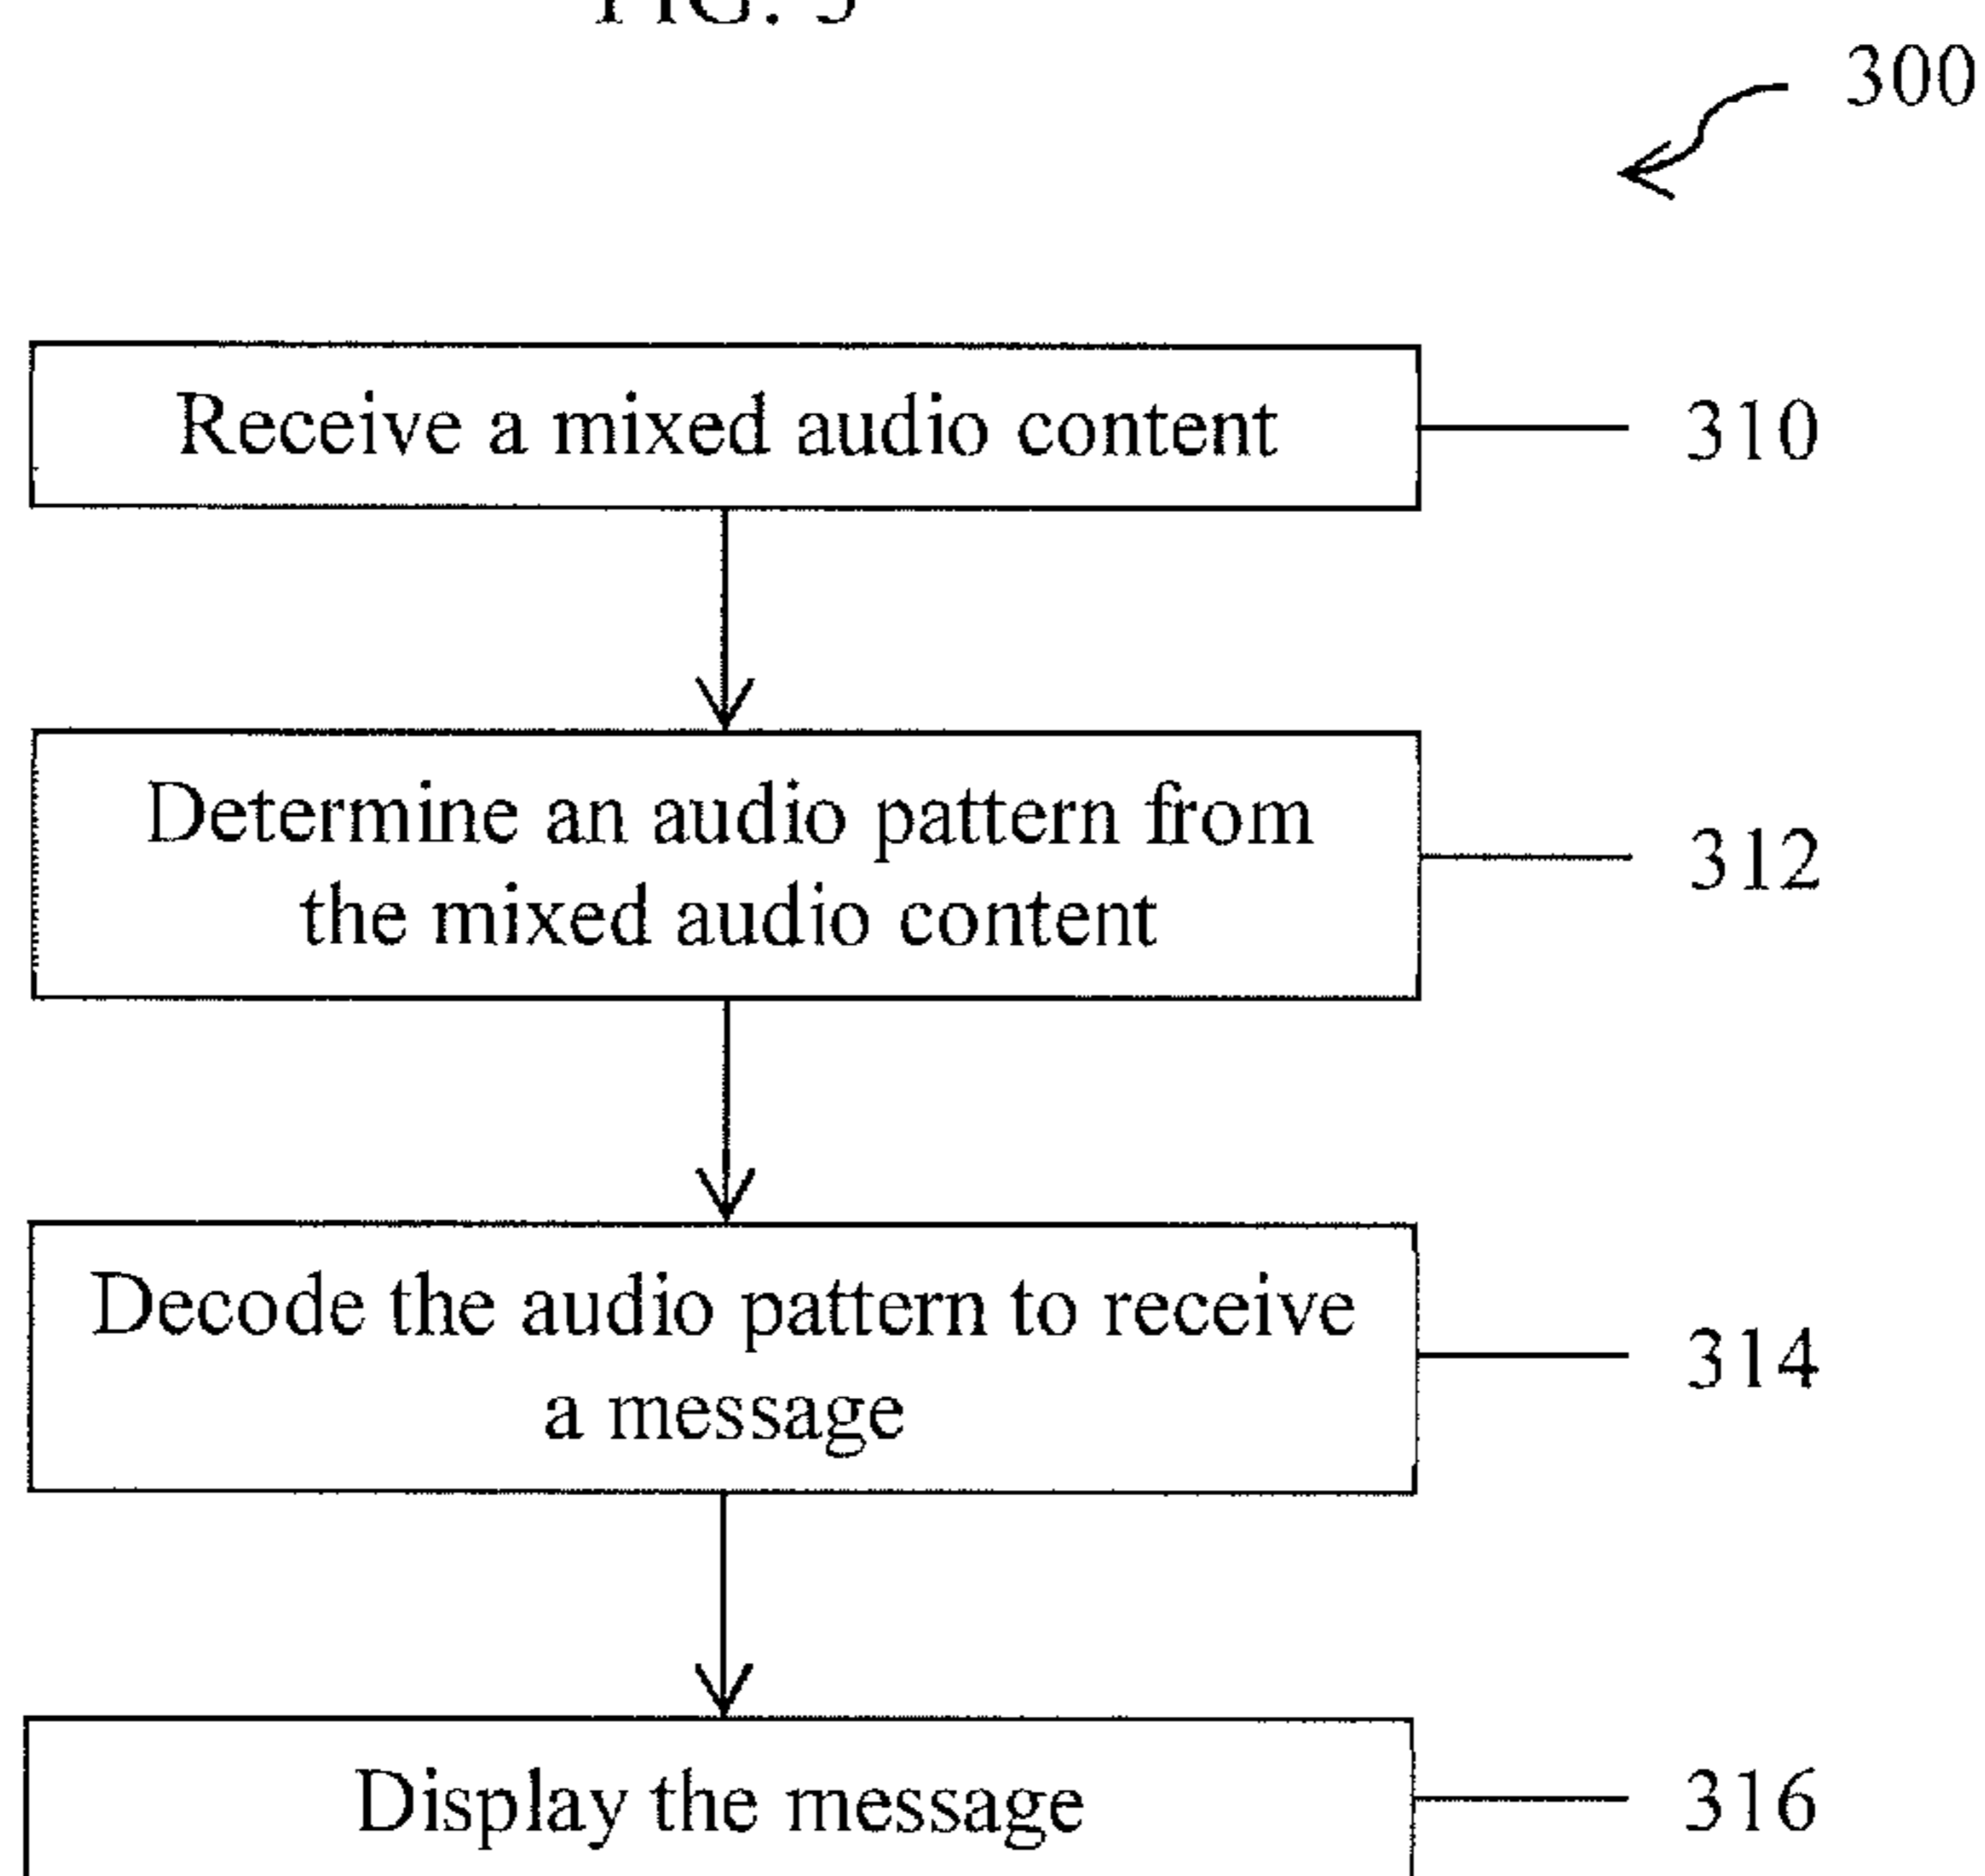 FIG.
300
Receive a mixed audio content
310
Determine an audio pattern from
the mixed audio content
312
Decode the audio pattern to receive
a message
314
Display the message
316